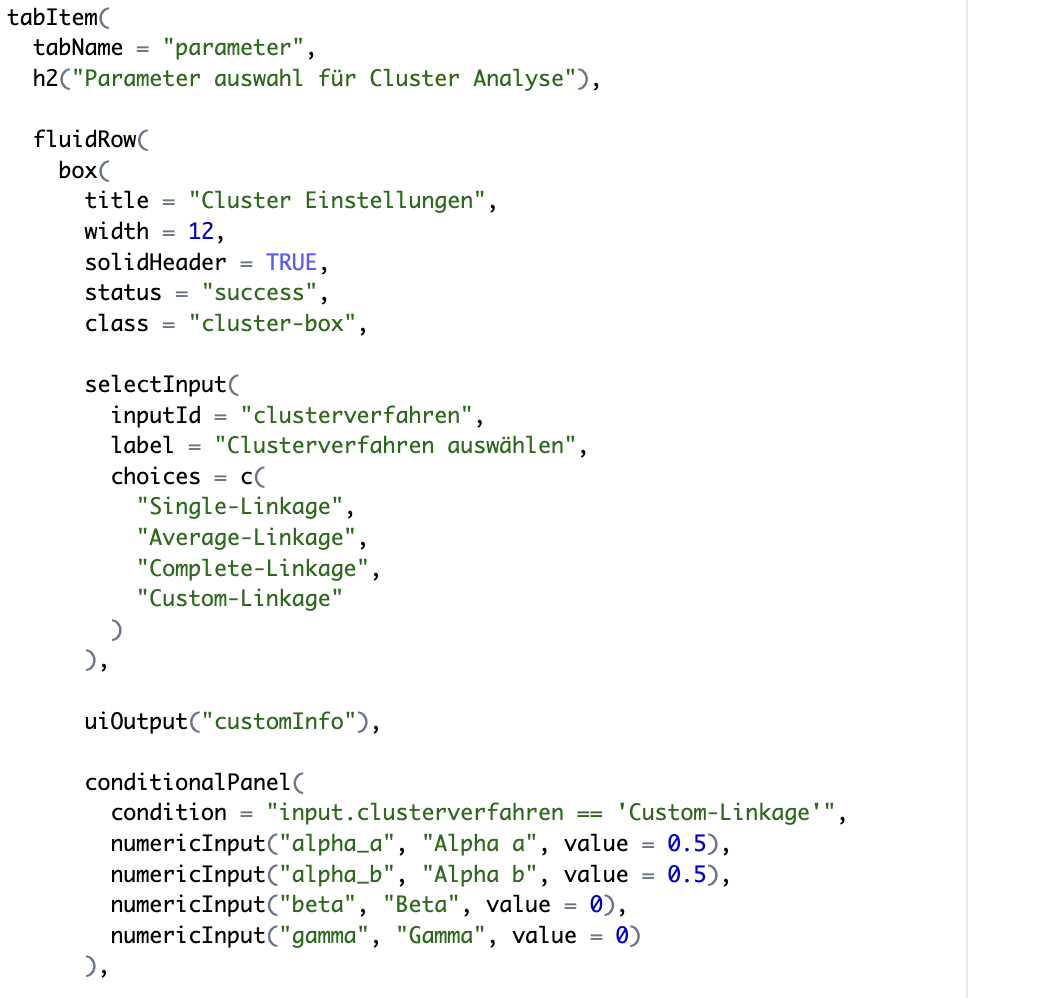 tabItem(
  tabName = "parameter",
  h2("Parameter auswahl für Cluster Analyse"),

  fluidRow(
    box(
      title = "Cluster Einstellungen",
      width = 12,
      solidHeader = TRUE,
      status = "success",
      class = "cluster-box",

      selectInput(
        inputId = "clusterverfahren",
        label = "Clusterverfahren auswählen",
        choices = c(
          "Single-Linkage",
          "Average-Linkage",
          "Complete-Linkage",
          "Custom-Linkage"
        )
      ),

      uiOutput("customInfo"),

      conditionalPanel(
        condition = "input.clusterverfahren == 'Custom-Linkage'",
        numericInput("alpha_a", "Alpha a", value = 0.5),
        numericInput("alpha_b", "Alpha b", value = 0.5),
        numericInput("beta", "Beta", value = 0),
        numericInput("gamma", "Gamma", value = 0)
      ),